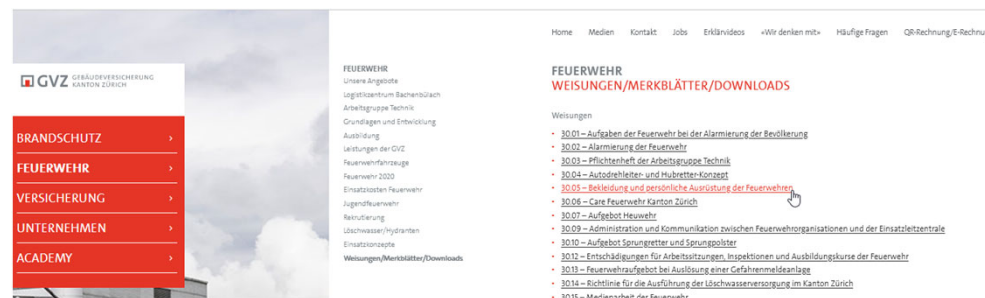 Home Medien Kontakt Jobs Erklärvideos «Wir denken mit» Häufige Fragen QR-Rechnung/E-Rechnu
GVZ GEBÄUDEVERSICHERUNG
KANTON ZÜRICH
BRANDSCHUTZ
FEUERWEHR
VERSICHERUNG
UNTERNEHMEN
ACADEMY
FEUERWEHR
Unsere Angebote
Logistikzentrum Bachenbülach
Arbeitsgruppe Technik
Grundlagen und Entwicklung
Ausbildung
Leistungen der GVZ
Feuerwehrfahrzeuge
Feuerwehr 2020
Einsatzkosten Feuerwehr
Jugendfeuerwehr
Rekrutierung
Löschwasser/Hydranten
Einsatzkonzepte
Weisungen/Merkblätter/Downloads
FEUERWEHR
WEISUNGEN/MERKBLÄTTER/DOWNLOADS
Weisungen
30.01 – Aufgaben der Feuerwehr bei der Alarmierung der Bevölkerung
30.02 – Alarmierung der Feuerwehr
30.03 – Pflichtenheft der Arbeitsgruppe Technik
30.04 – Autodrehleiter- und Hubretter-Konzept
30.05 – Bekleidung und persönliche Ausrüstung der Feuerwehren
30.06 – Care Feuerwehr Kanton Zürich
30.07 – Aufgebot Heuwehr
30.09 – Administration und Kommunikation zwischen Feuerwehrorganisationen und der Einsatzleitzentrale
30.10 – Aufgebot Sprungretter und Sprungpolster
30.12 – Entschädigungen für Arbeitssitzungen, Inspektionen und Ausbildungskurse der Feuerwehr
30.13 – Feuerwehraufgebot bei Auslösung einer Gefahrenmeldeanlage
30.14 – Richtlinie für die Ausführung der Löschwasserversorgung im Kanton Zürich
30.15 – Medienarbeit der Feuerwehr